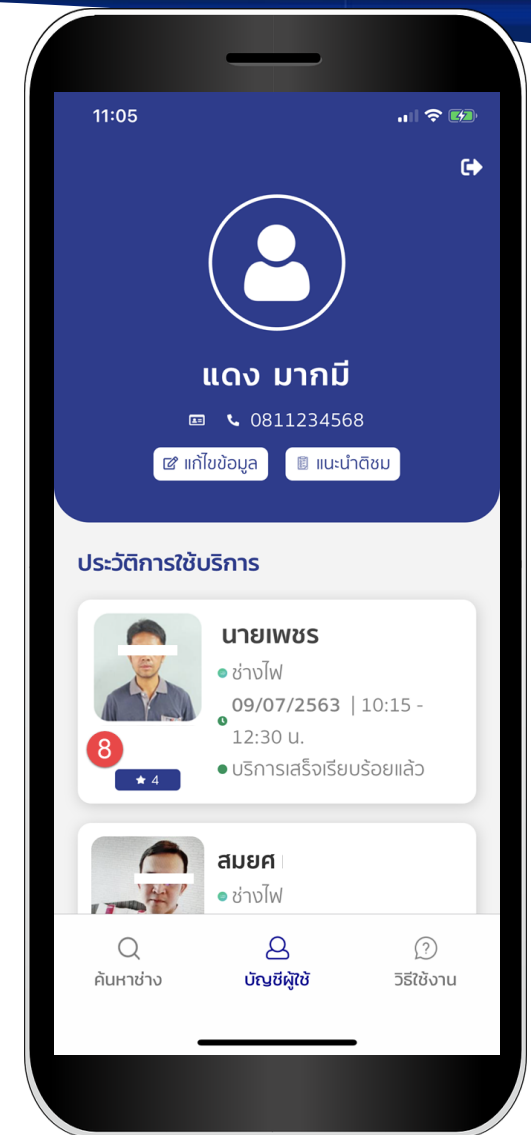 11:05
แดง มากมี
0811234568
แก้ไขข้อมูล
แนะนำติชม
ประวัติการใช้บริการ
นายเพชร
ช่างไฟ
09/07/2563 | 10:15 -
12:30 น.
บริการเสร็จเรียบร้อยแล้ว
8
4
สมยศ
ช่างไฟ
ค้นหาช่าง
บัญชีผู้ใช้
วิธีใช้งาน